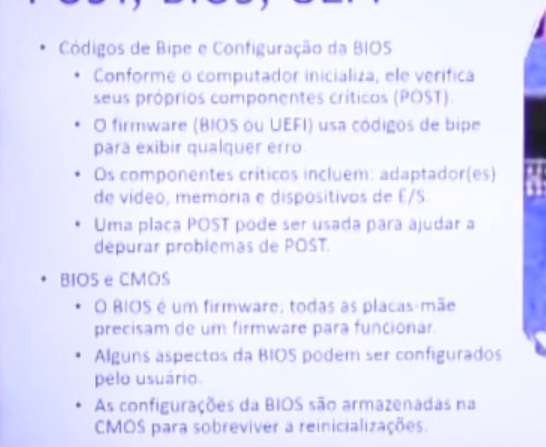 POST, BIOS, UEFI
• Códigos de Bipe e Configuração da BIOS
• Conforme o computador inicializa, ele verifica
seus próprios componentes críticos (POST).
• O firmware (BIOS ou UEFI) usa códigos de bipe
para exibir qualquer erro.
• Os componentes críticos incluem: adaptador(es)
de vídeo, memória e dispositivos de E/S.
• Uma placa POST pode ser usada para ajudar a
depurar problemas de POST.
• BIOS e CMOS
• O BIOS é um firmware; todas as placas-mãe
precisam de um firmware para funcionar.
• Alguns aspectos da BIOS podem ser configurados
pelo usuário.
• As configurações da BIOS são armazenadas na
CMOS para sobreviver a reinicializações.